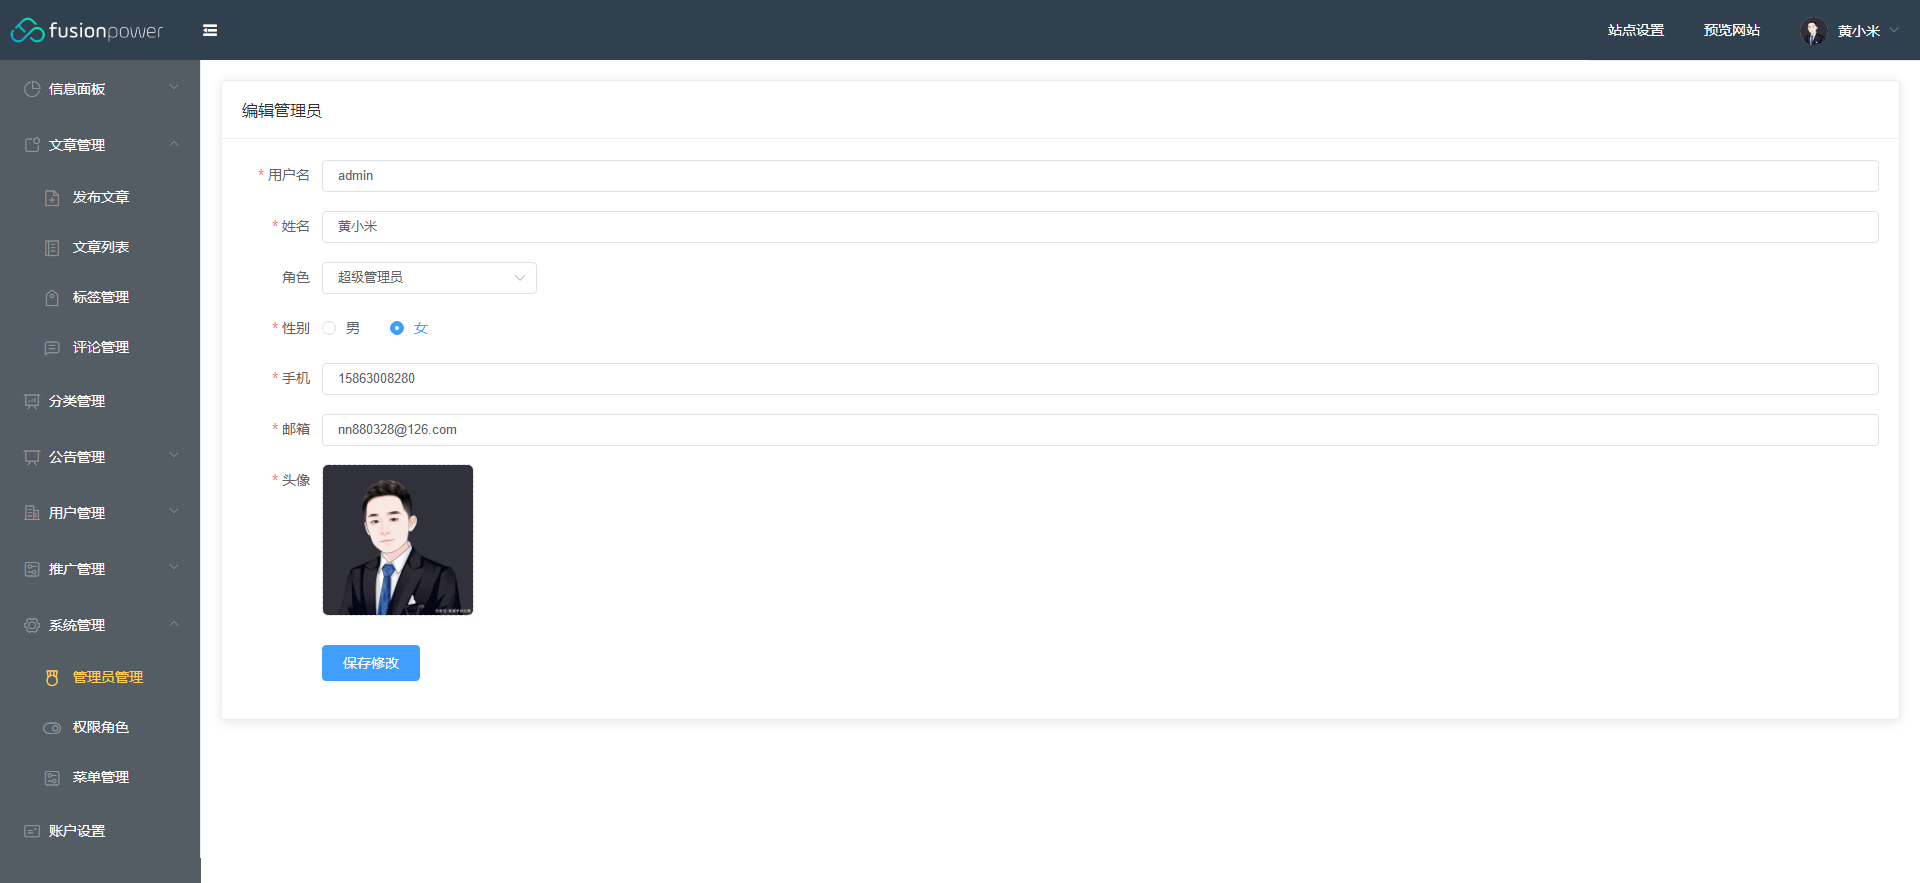 fusionpower
站点设置
预览网站
黄小米
信息面板
文章管理
发布文章
文章列表
标签管理
评论管理
分类管理
公告管理
用户管理
推广管理
系统管理
管理员管理
权限角色
菜单管理
账户设置
编辑管理员
* 用户名 admin
* 姓名 黄小米
角色 超级管理员
* 性别 男 女
* 手机 15863008280
* 邮箱 nn880328@126.com
* 头像
保存修改